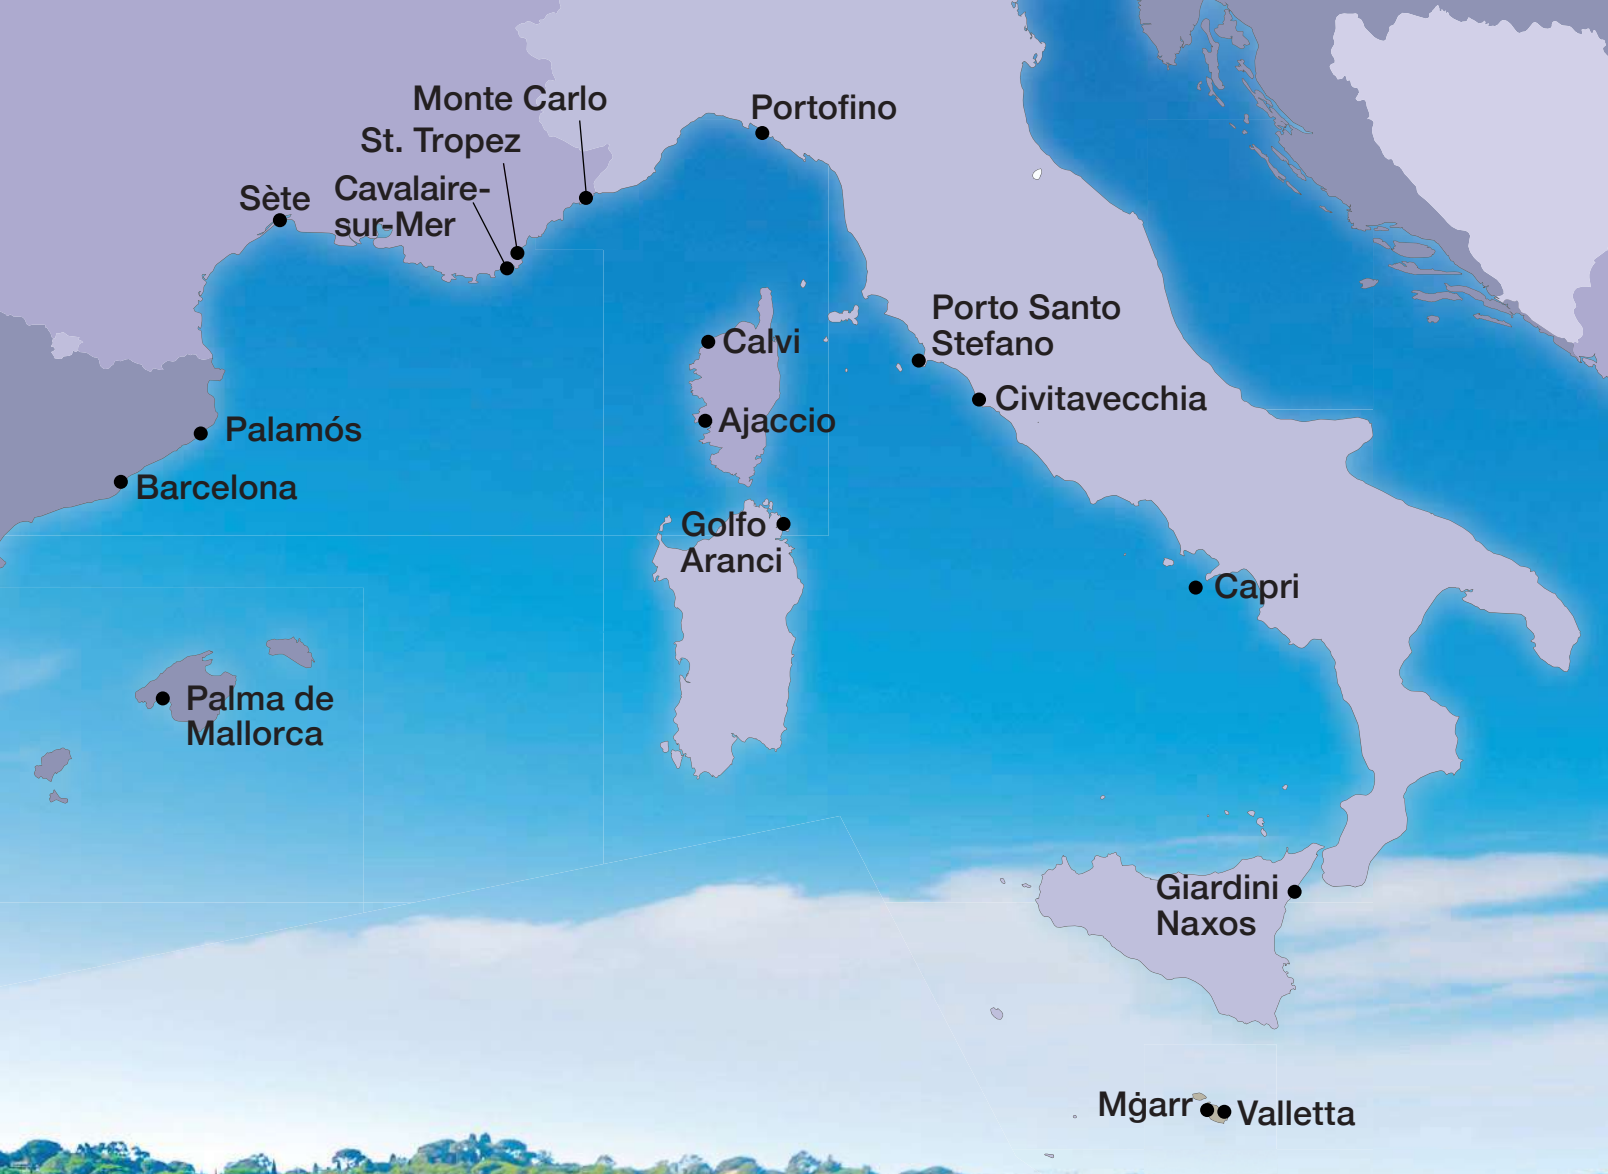 Monte Carlo
Portofino
St. Tropez
Cavalaire-
sur-Mer
Sète
Porto Santo
Stefano
Calvi
Civitavecchia
Ajaccio
Palamós
Barcelona
Golfo
Aranci
Capri
Palma de
Mallorca
Giardini
Naxos
Mġarr
Valletta